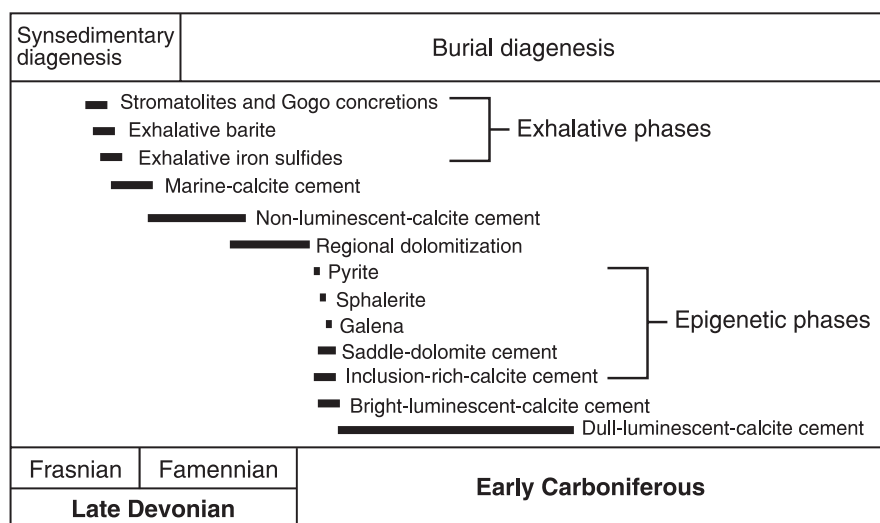 Synsedimentary
diagenesis
Burial diagenesis
Stromatolites and Gogo concretions
Exhalative barite
Exhalative phases
Exhalative iron sulfides
Marine-calcite cement
Non-luminescent-calcite cement
Regional dolomitization
Pyrite
Sphalerite
Galena
Epigenetic phases
Saddle-dolomite cement
Inclusion-rich-calcite cement
Bright-luminescent-calcite cement
Dull-luminescent-calcite cement
Frasnian
Famennian
Late Devonian
Early Carboniferous